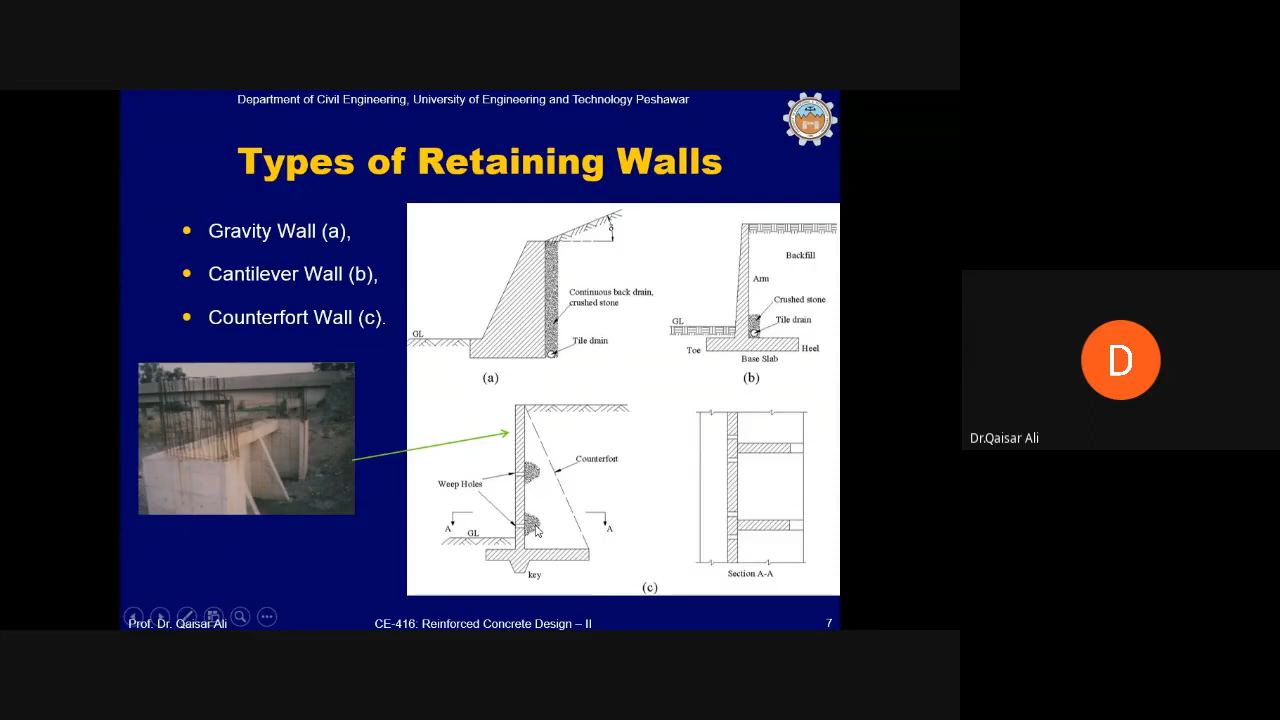 Department of Civil Engineering, University of Engineering and Technology Peshawar
Types of Retaining Walls
• Gravity Wall (a),
• Cantilever Wall (b),
• Counterfort Wall (c).
GL
δ
Continuous back drain,
crushed stone
Tile drain
(a)
Backfill
Arm
Crushed stone
GL
Tile drain
Toe
Heel
Base Slab
(b)
Counterfort
Weep Holes
A
A
GL
key
Section A-A
(c)
Prof. Dr. Qaisar Ali
CE-416: Reinforced Concrete Design – II
7
D
Dr.Qaisar Ali